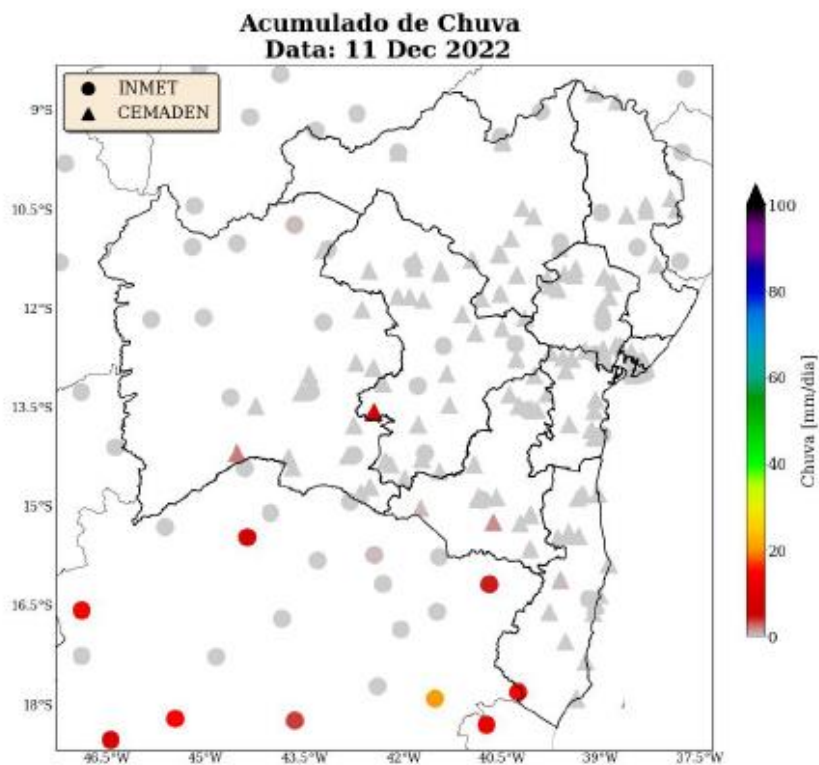 Acumulado de Chuva
Data: 11 Dec 2022
INMET
CEMADEN
9°S
10.5°S
12°S
13.5°S
15°S
16.5°S
18°S
46.5°W
45°W
43.5°W
42°W
40.5°W
39°W
37.5°W
100
80
60
40
20
0
Chuva [mm/dia]